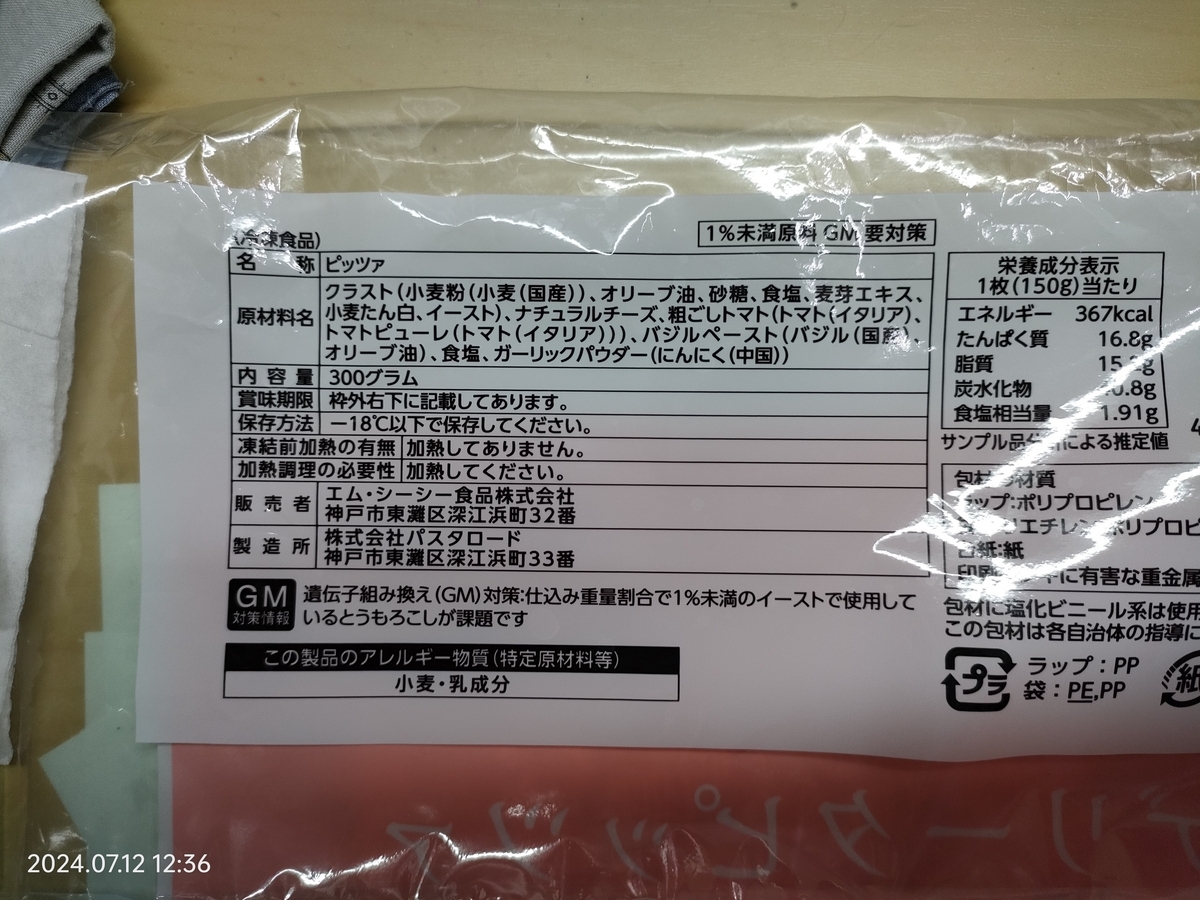 (冷凍食品)
1%未満原料 GM 要対策
名 称 ピッツァ
原材料名
クラスト(小麦粉(小麦(国産))、オリーブ油、砂糖、食塩、麦芽エキス、
小麦たん白、イースト)、ナチュラルチーズ、粗ごしトマト(トマト(イタリア)、
トマトピューレ(トマト(イタリア)))、バジルペースト(バジル(国産)、
オリーブ油)、食塩、ガーリックパウダー(にんにく(中国))
内 容 量 300グラム
賞味期限 枠外右下に記載してあります。
保存方法 −18℃以下で保存してください。
凍結前加熱の有無 加熱してありません。
加熱調理の必要性 加熱してください。
販 売 者 エム・シーシー食品株式会社
神戸市東灘区深江浜町32番
製 造 所 株式会社パスタロード
神戸市東灘区深江浜町33番
GM
対策情報
遺伝子組み換え(GM)対策:仕込み重量割合で1%未満のイーストで使用して
いるとうもろこしが課題です
この製品のアレルギー物質(特定原材料等)
小麦・乳成分
栄養成分表示
1枚(150g)当たり
エネルギー 367kcal
たんぱく質 16.8g
脂質
炭水化物
食塩相当量 1.91g
サンプル品分析による推定値
包材の材質
ラップ:ポリプロピレン
台紙:紙
に有害な重金属
包材に塩化ビニール系は使用
この包材は各自治体の指導に
プラ
ラップ:PP
袋:PE,PP
紙
デリータピッツァ
2024.07.12 12:36